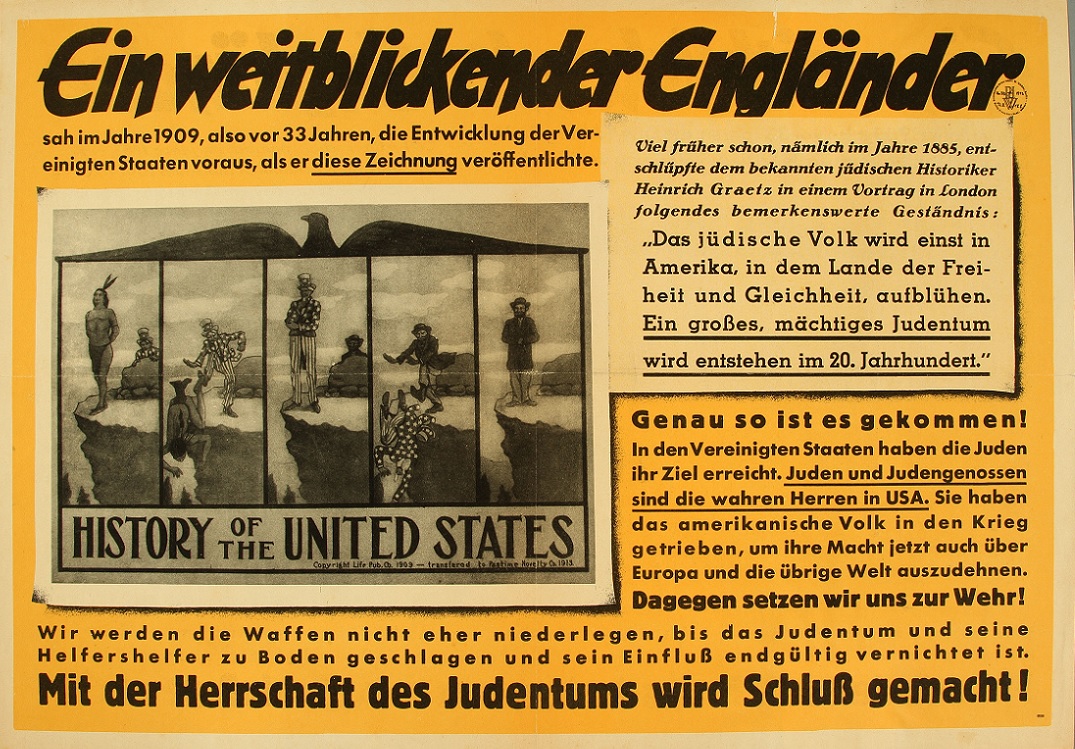 Ein weitblickender Engländer
sah im Jahre 1909, also vor 33 Jahren, die Entwicklung der Ver-
einigten Staaten voraus, als er diese Zeichnung veröffentlichte.
HISTORY OF THE UNITED STATES
Copyright Life Pub. Co. 1909 — transfered to Pastime Novelty Co. 1913.
Viel früher schon, nämlich im Jahre 1885, ent-
schlüpfte dem bekannten jüdischen Historiker
Heinrich Graetz in einem Vortrag in London
folgendes bemerkenswerte Geständnis:
„Das jüdische Volk wird einst in
Amerika, in dem Lande der Frei-
heit und Gleichheit, aufblühen.
Ein großes, mächtiges Judentum
wird entstehen im 20. Jahrhundert.“
Genau so ist es gekommen!
In den Vereinigten Staaten haben die Juden
ihr Ziel erreicht. Juden und Judengenossen
sind die wahren Herren in USA. Sie haben
das amerikanische Volk in den Krieg
getrieben, um ihre Macht jetzt auch über
Europa und die übrige Welt auszudehnen.
Dagegen setzen wir uns zur Wehr!
Wir werden die Waffen nicht eher niederlegen, bis das Judentum und seine
Helfershelfer zu Boden geschlagen und sein Einfluß endgültig vernichtet ist.
Mit der Herrschaft des Judentums wird Schluß gemacht!